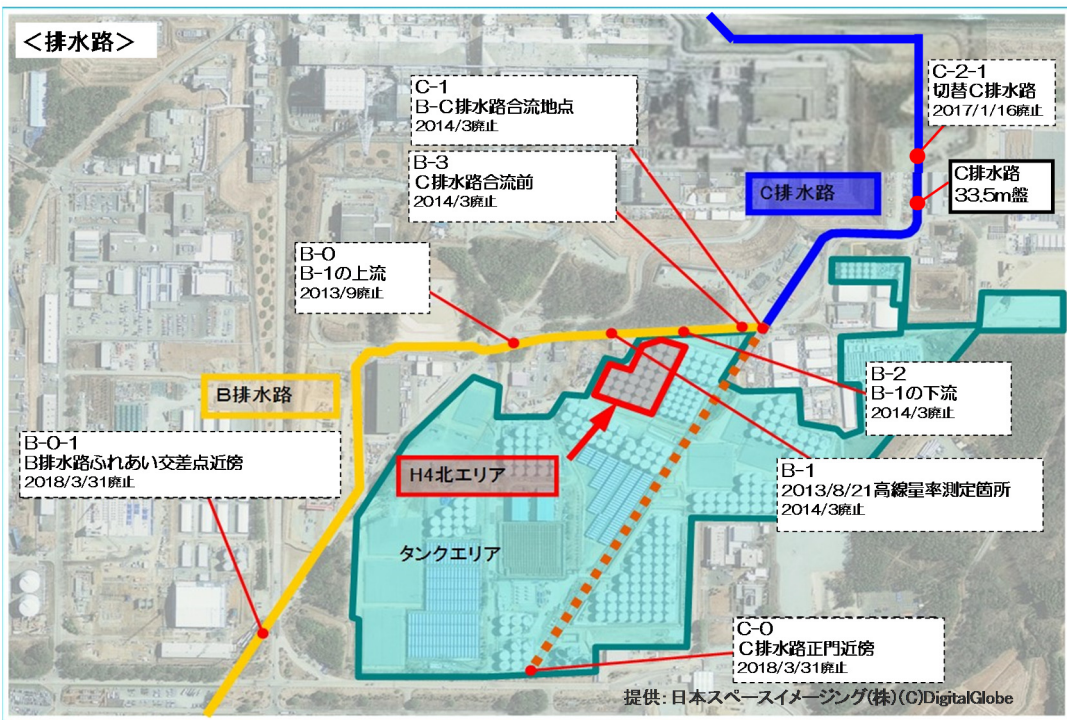 <排水路>
C-1
B-C排水路合流地点
2014/3廃止
C-2-1
切替C排水路
2017/1/16廃止
B-3
C排水路合流前
2014/3廃止
C排水路
C排水路
33.5m盤
B-0
B-1の上流
2013/9廃止
B排水路
B-2
B-1の下流
2014/3廃止
B-0-1
B排水路ふれあい交差点近傍
2018/3/31廃止
H4北エリア
B-1
2013/8/21高線量率測定箇所
2014/3廃止
タンクエリア
C-0
C排水路正門近傍
2018/3/31廃止
提供:日本スペースイメージング(株)(C)DigitalGlobe